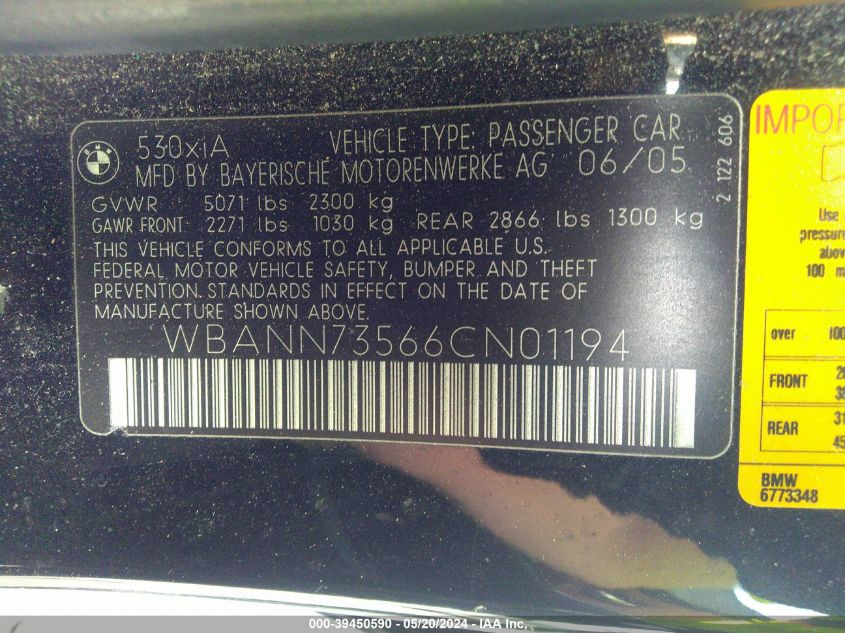 BMW
530xiA VEHICLE TYPE: PASSENGER CAR
MFD BY BAYERISCHE MOTORENWERKE AG 06/05
GVWR 5071 lbs 2300 kg
GAWR FRONT: 2271 lbs 1030 kg REAR 2866 lbs 1300 kg
THIS VEHICLE CONFORMS TO ALL APPLICABLE U.S.
FEDERAL MOTOR VEHICLE SAFETY, BUMPER AND THEFT
PREVENTION.STANDARDS IN EFFECT ON THE DATE OF
MANUFACTURE SHOWN ABOVE.
WBANN73566CN01194
2 122 606
IMPOR
Use
pressure
abov
100 m
over 100
FRONT
REAR
BMW
6773348
000-39450590 - 05/20/2024 - IAA, Inc.